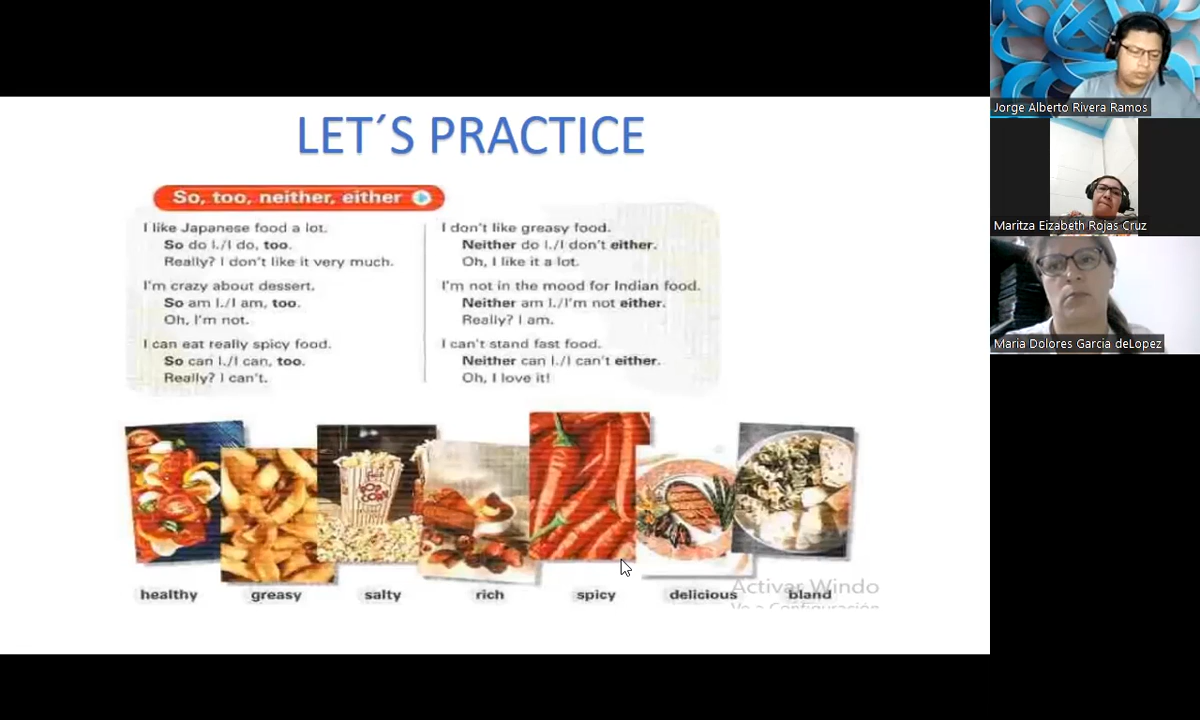 LET´S PRACTICE
So, too, neither, either
I like Japanese food a lot.
So do I./I do, too.
Really? I don't like it very much.
I'm crazy about dessert.
So am I./I am, too.
Oh, I'm not.
I can eat really spicy food.
So can I./I can, too.
Really? I can't.
I don't like greasy food.
Neither do I./I don't either.
Oh, I like it a lot.
I'm not in the mood for Indian food.
Neither am I./I'm not either.
Really? I am.
I can't stand fast food.
Neither can I./I can't either.
Oh, I love it!
POP
CORN
healthy
greasy
salty
rich
spicy
delicious
bland
Activar Windo
Ve a Configuración
Jorge Alberto Rivera Ramos
Maritza Eizabeth Rojas Cruz
Maria Dolores Garcia deLopez